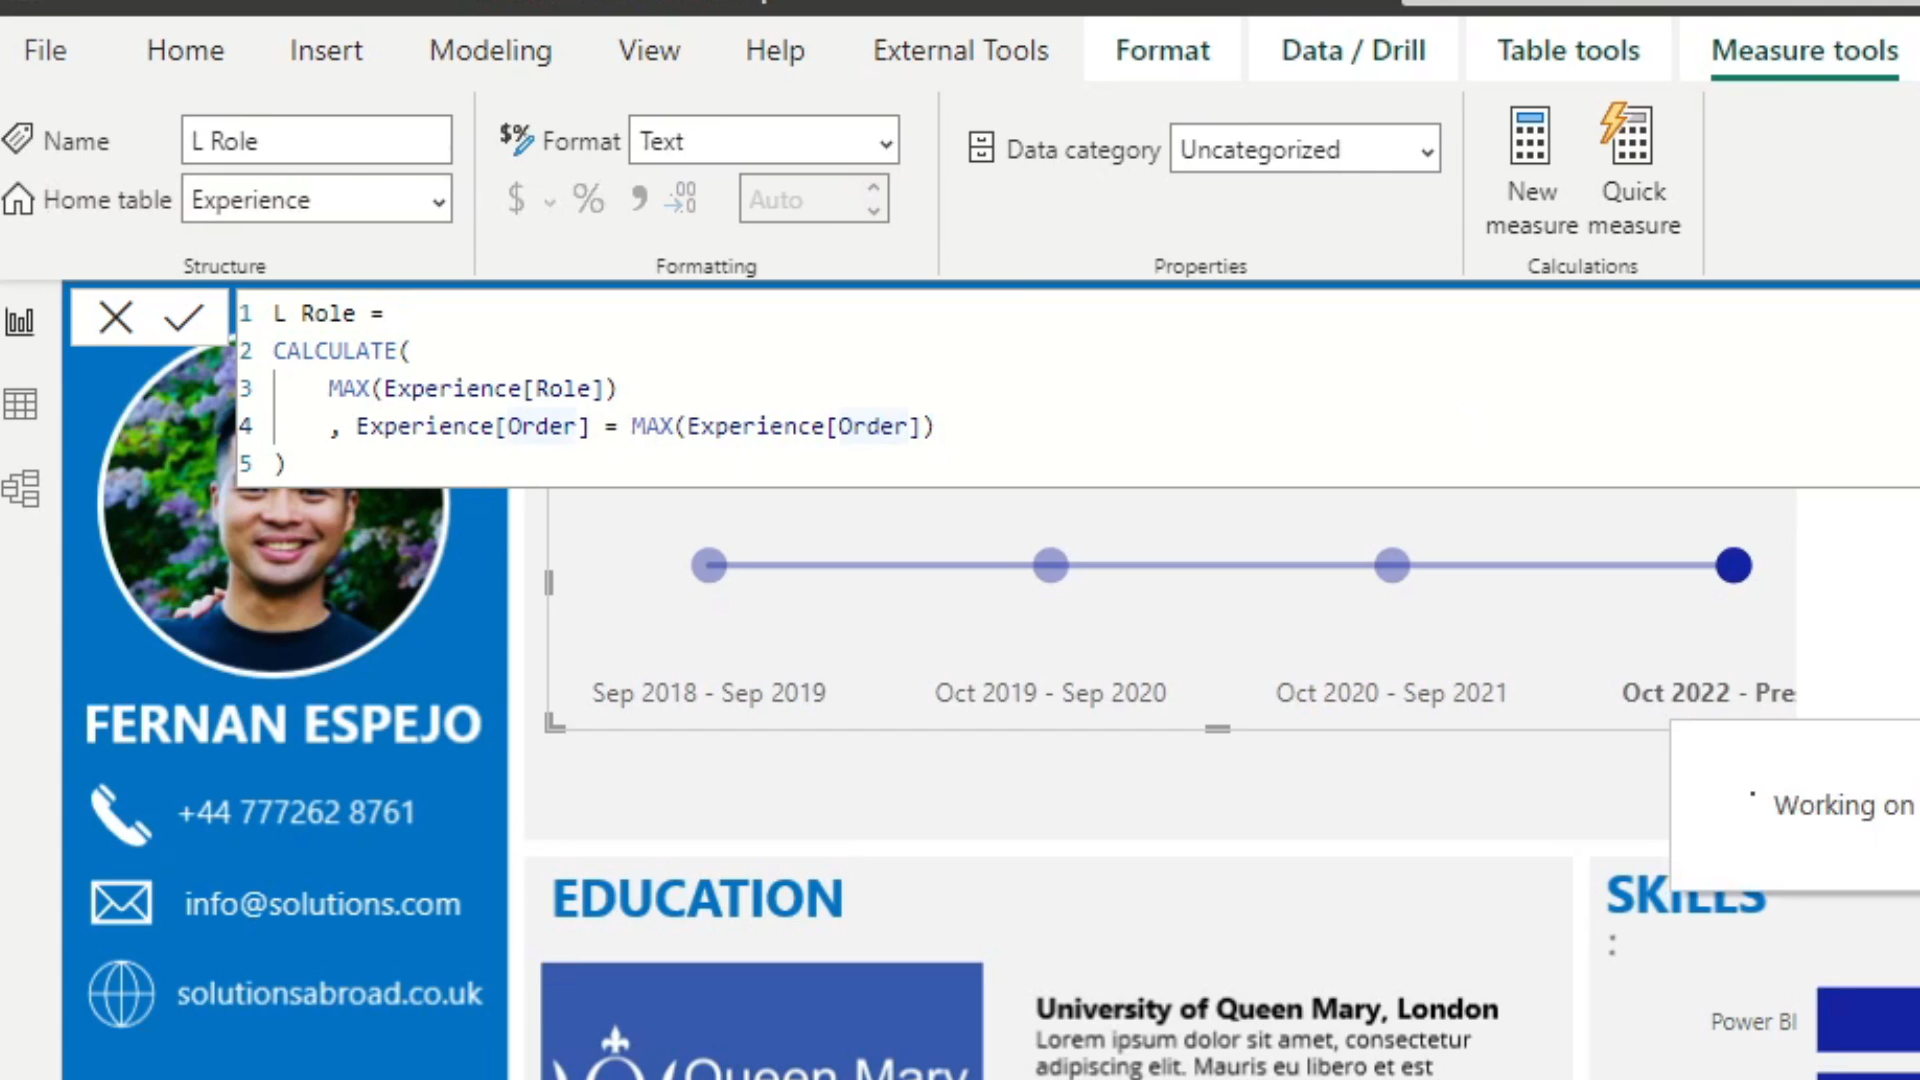 File Home Insert Modeling View Help External Tools Format Data / Drill Table tools Measure tools
Name L Role $% Format Text Data category Uncategorized
Home table Experience $ % , .00 →.0 Auto
New measure
Quick measure
Structure Formatting Properties Calculations
1 L Role =
2 CALCULATE(
3 MAX(Experience[Role])
4 , Experience[Order] = MAX(Experience[Order])
5 )
Sep 2018 - Sep 2019 Oct 2019 - Sep 2020 Oct 2020 - Sep 2021 Oct 2022 - Pre
Working on
FERNAN ESPEJO
+44 777262 8761
info@solutions.com
solutionsabroad.co.uk
EDUCATION
Queen Mary
University of Queen Mary, London
Lorem ipsum dolor sit amet, consectetur
adipiscing elit. Mauris eu libero et est
SKILLS
:
Power BI